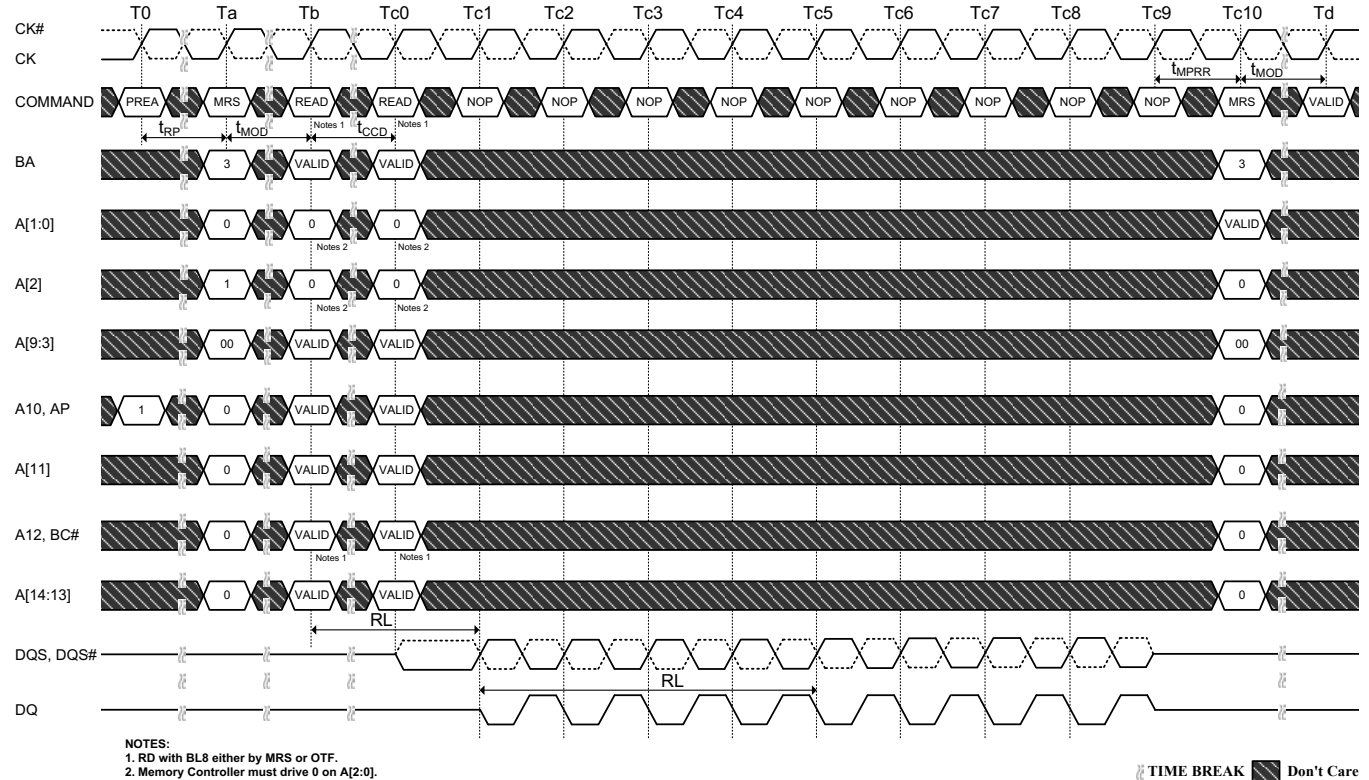 T0 Ta Tb Tc0 Tc1 Tc2 Tc3 Tc4 Tc5 Tc6 Tc7 Tc8 Tc9 Tc10 Td
CK#
CK
tMPRR tMOD
COMMAND PREA MRS READ READ NOP NOP NOP NOP NOP NOP NOP NOP NOP MRS VALID
Notes 1 Notes 1
tRP tMOD tCCD
BA 3 VALID VALID 3
A[1:0] 0 0 0 VALID
Notes 2 Notes 2
A[2] 1 0 0 0
Notes 2 Notes 2
A[9:3] 00 VALID VALID 00
A10, AP 1 0 VALID VALID 0
A[11] 0 VALID VALID 0
A12, BC# 0 VALID VALID 0
Notes 1 Notes 1
A[14:13] 0 VALID VALID 0
RL
DQS, DQS#
RL
DQ
NOTES:
1. RD with BL8 either by MRS or OTF.
2. Memory Controller must drive 0 on A[2:0].
TIME BREAK Don't Care